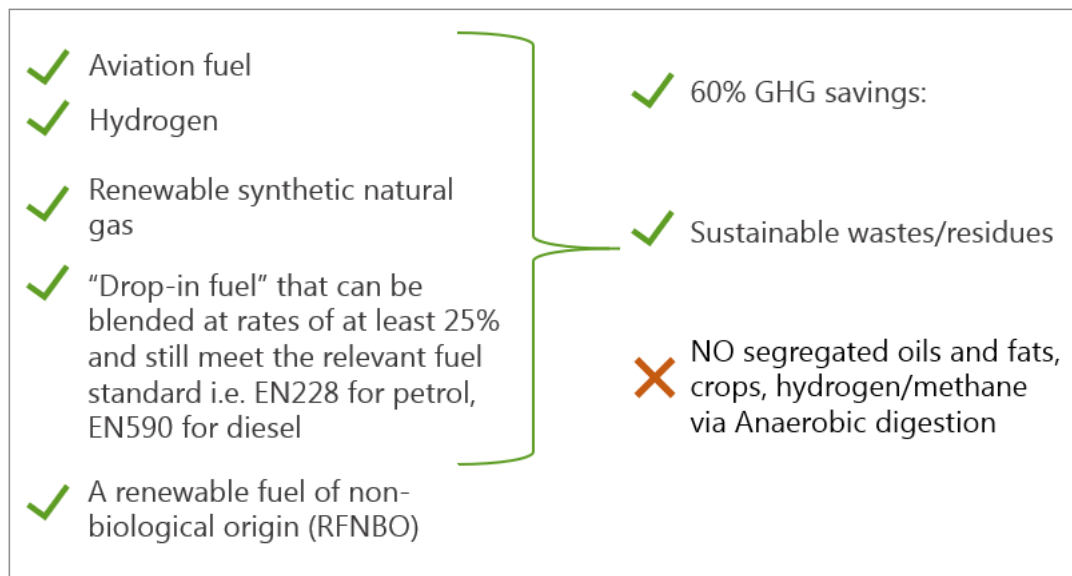 Aviation fuel
Hydrogen
Renewable synthetic natural
gas
“Drop-in fuel” that can be
blended at rates of at least 25%
and still meet the relevant fuel
standard i.e. EN228 for petrol,
EN590 for diesel
A renewable fuel of non-
biological origin (RFNBO)
60% GHG savings:
Sustainable wastes/residues
NO segregated oils and fats,
crops, hydrogen/methane
via Anaerobic digestion